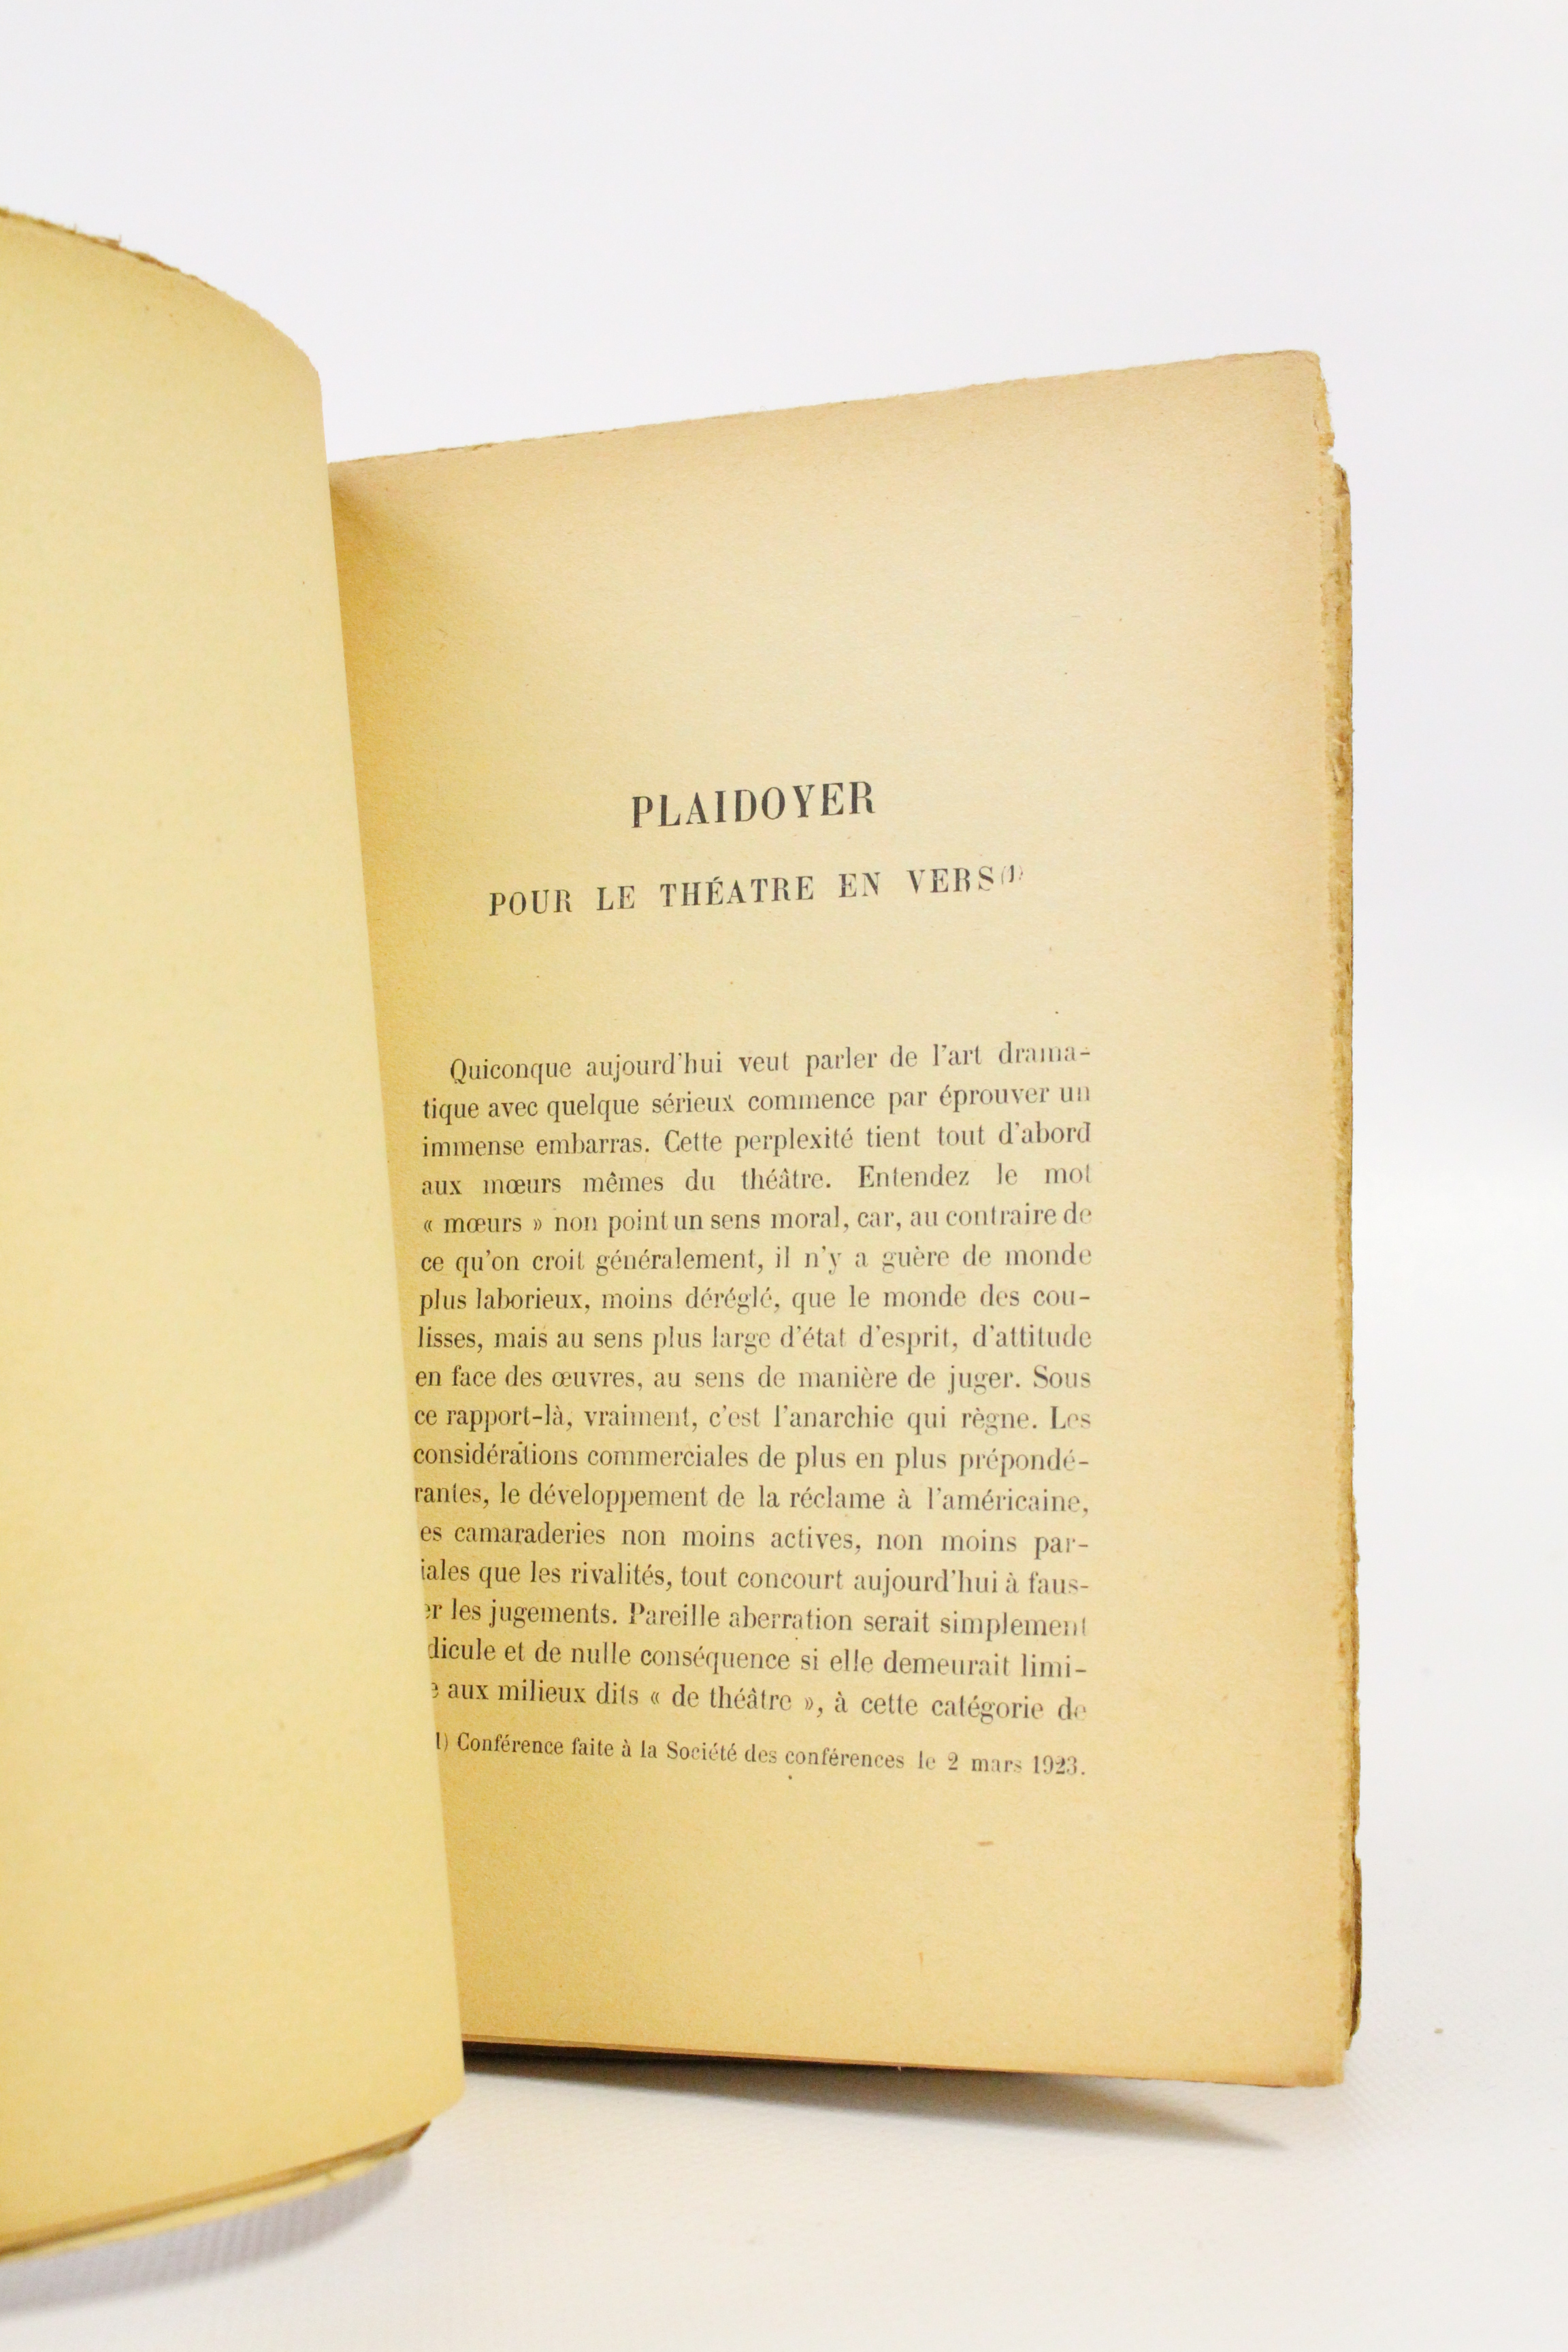 PLAIDOYER
POUR LE THÉATRE EN VERS (1)
Quiconque aujourd'hui veut parler de l'art drama-
tique avec quelque sérieux commence par éprouver un
immense embarras. Cette perplexité tient tout d'abord
aux mœurs mêmes du théâtre. Entendez le mot
« mœurs » non point un sens moral, car, au contraire de
ce qu'on croit généralement, il n'y a guère de monde
plus laborieux, moins déréglé, que le monde des cou-
lisses, mais au sens plus large d'état d'esprit, d'attitude
en face des œuvres, au sens de manière de juger. Sous
ce rapport-là, vraiment, c'est l'anarchie qui règne. Les
considérations commerciales de plus en plus prépondé-
rantes, le développement de la réclame à l'américaine,
es camaraderies non moins actives, non moins par-
iales que les rivalités, tout concourt aujourd'hui à faus-
er les jugements. Pareille aberration serait simplement
dicule et de nulle conséquence si elle demeurait limi-
e aux milieux dits « de théâtre », à cette catégorie de
1) Conférence faite à la Société des conférences le 2 mars 1923.